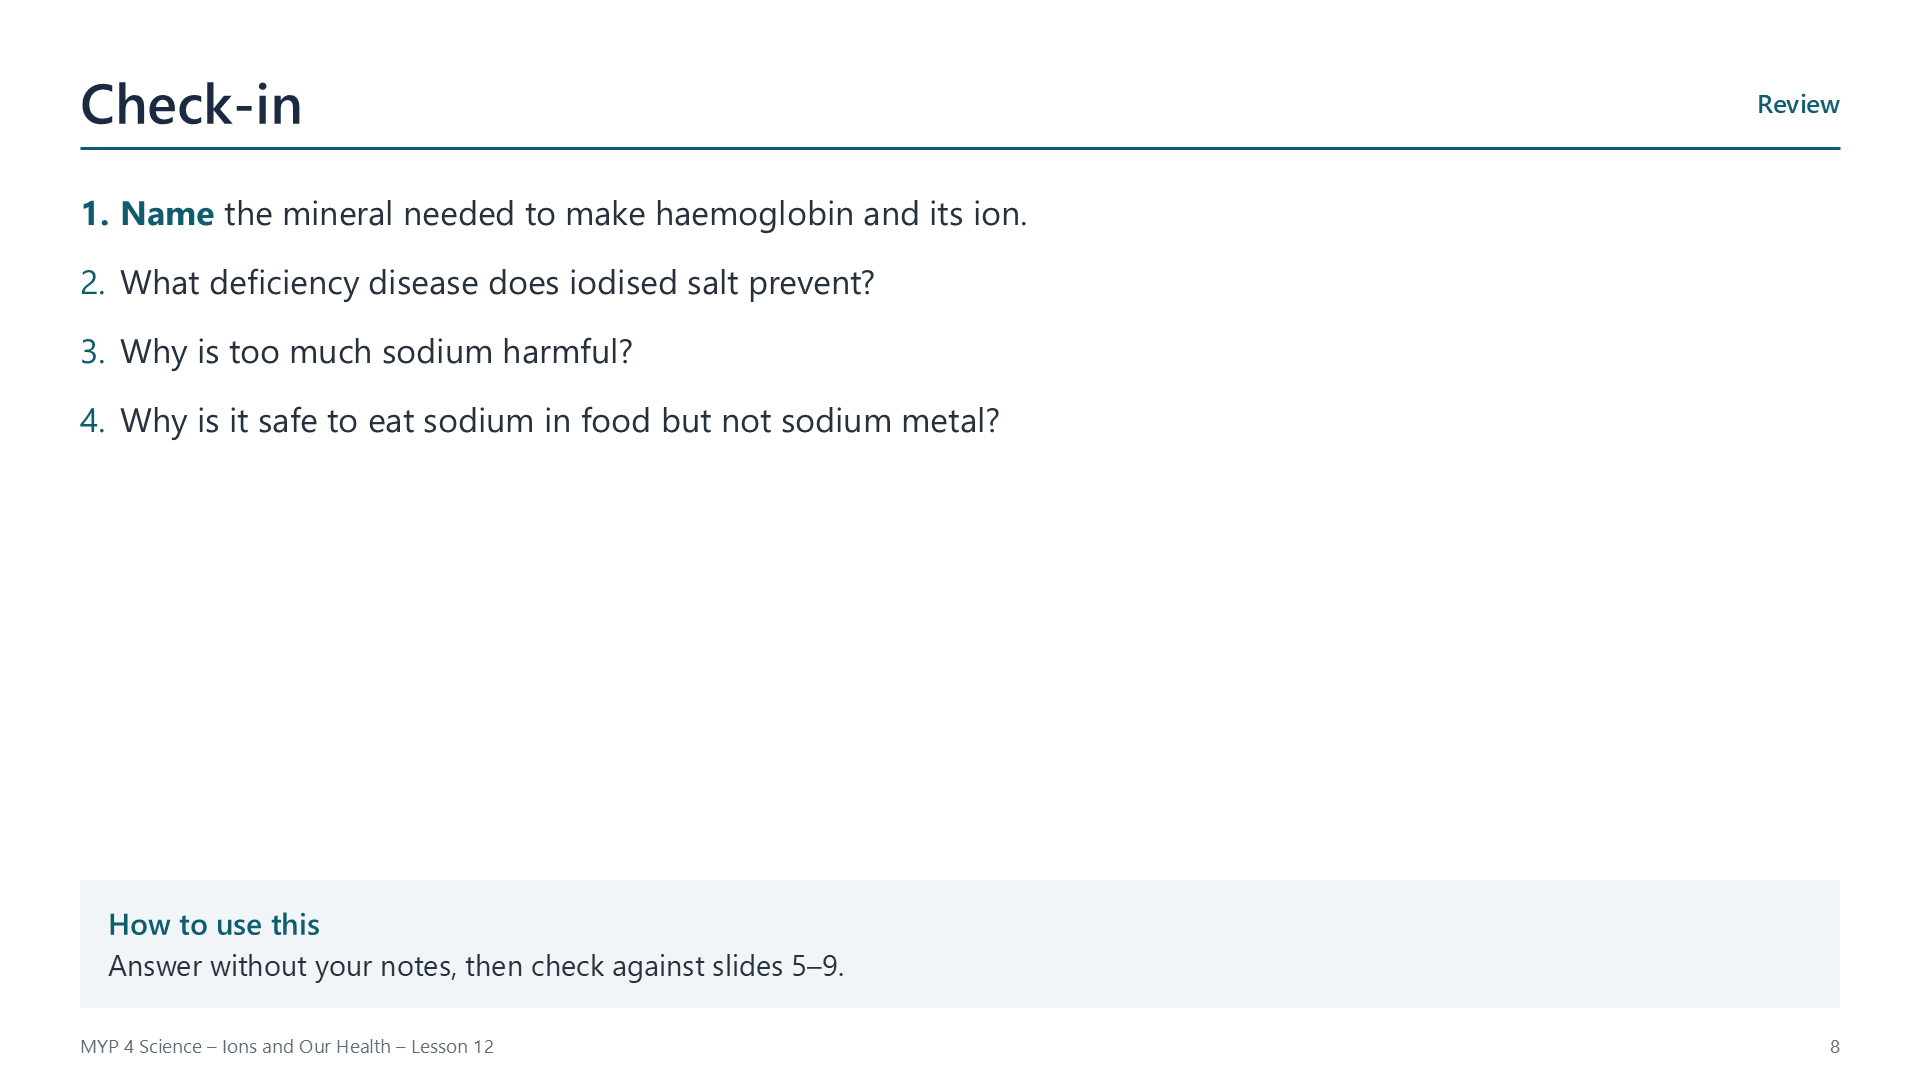 Check-in
Review
1. Name the mineral needed to make haemoglobin and its ion.
2. What deficiency disease does iodised salt prevent?
3. Why is too much sodium harmful?
4. Why is it safe to eat sodium in food but not sodium metal?
How to use this
Answer without your notes, then check against slides 5–9.
MYP 4 Science – Ions and Our Health – Lesson 12
8